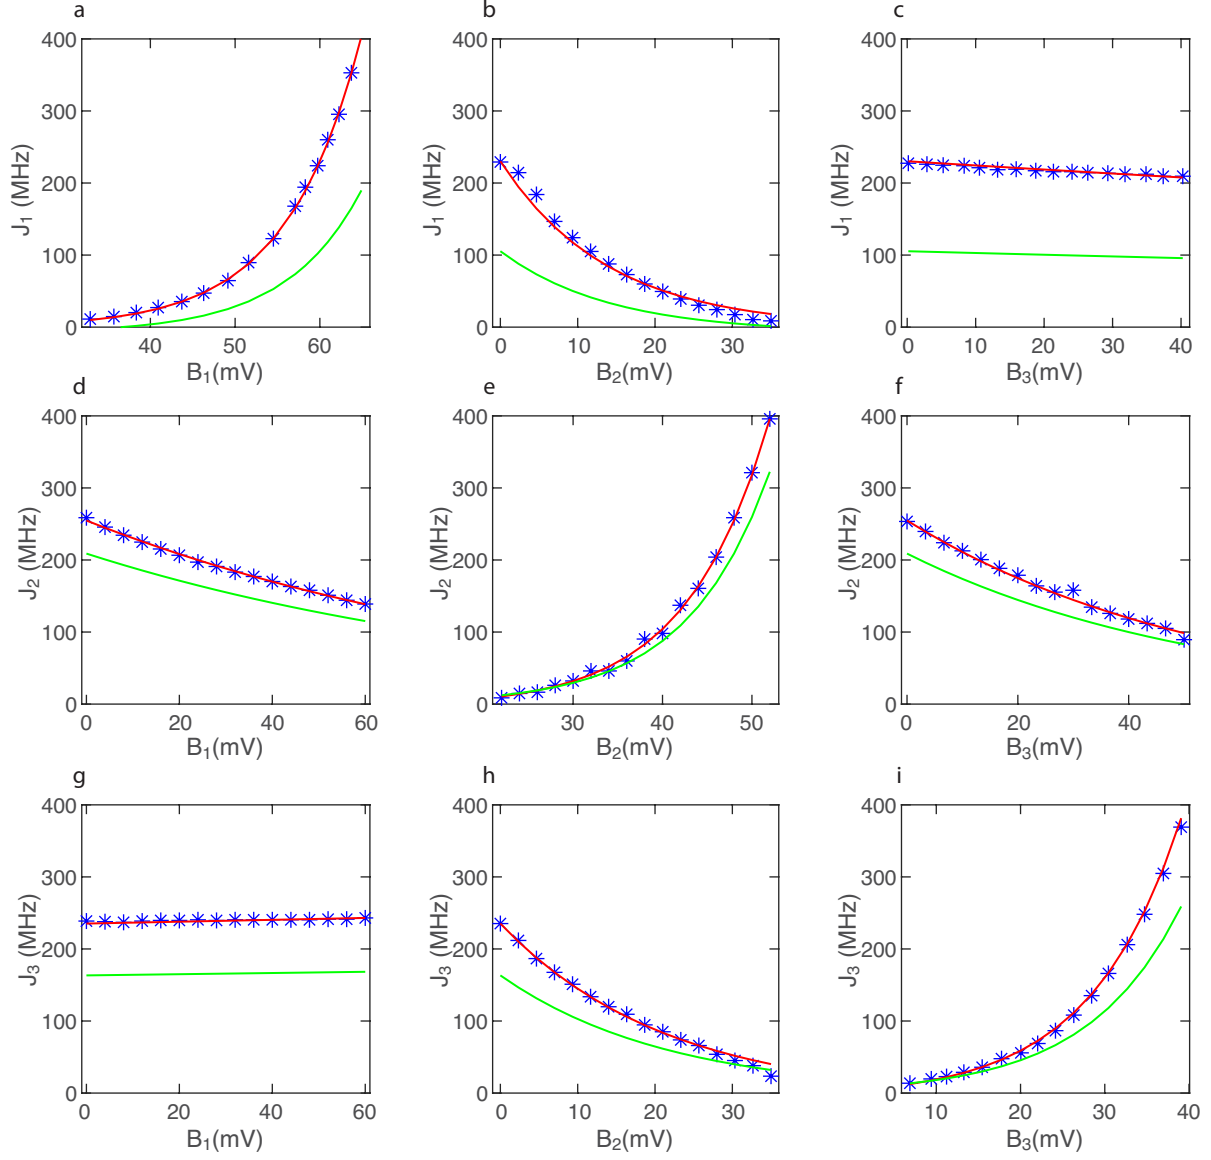 a
b
c
400
300
200
100
0
J₁ (MHz)
40 50 60
B₁(mV)
400
300
200
100
0
J₁ (MHz)
0 10 20 30
B₂(mV)
400
300
200
100
0
J₁ (MHz)
0 10 20 30 40
B₃(mV)
d
e
f
400
300
200
100
0
J₂ (MHz)
0 20 40 60
B₁(mV)
400
300
200
100
0
J₂ (MHz)
30 40 50
B₂(mV)
400
300
200
100
0
J₂ (MHz)
0 20 40
B₃(mV)
g
h
i
400
300
200
100
0
J₃ (MHz)
0 20 40 60
B₁(mV)
400
300
200
100
0
J₃ (MHz)
0 10 20 30
B₂(mV)
400
300
200
100
0
J₃ (MHz)
10 20 30 40
B₃(mV)